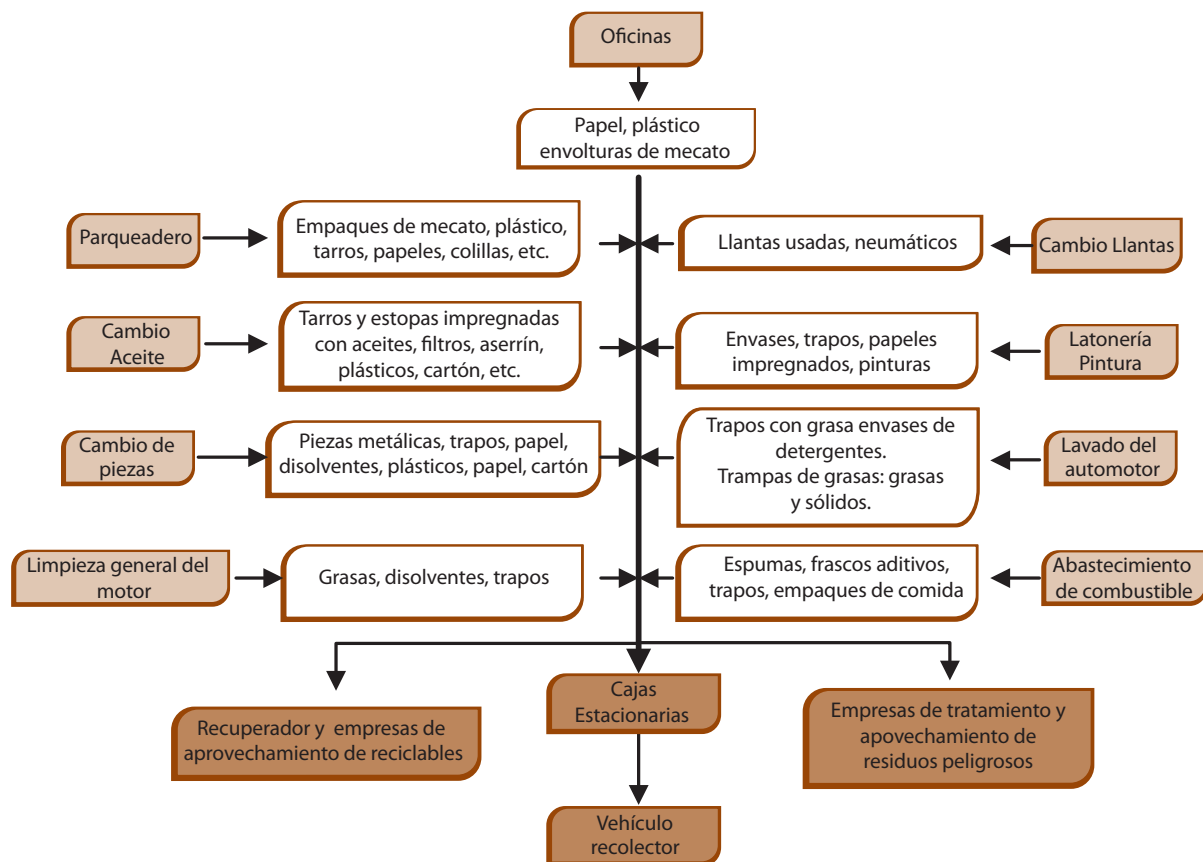 Oficinas
Papel, plástico
envolturas de mecato
Parqueadero
Empaques de mecato, plástico,
tarros, papeles, colillas, etc.
Llantas usadas, neumáticos
Cambio Llantas
Cambio
Aceite
Tarros y estopas impregnadas
con aceites, filtros, aserrín,
plásticos, cartón, etc.
Envases, trapos, papeles
impregnados, pinturas
Latonería
Pintura
Cambio de
piezas
Piezas metálicas, trapos, papel,
disolventes, plásticos, papel, cartón
Trapos con grasa envases de
detergentes.
Trampas de grasas: grasas
y sólidos.
Lavado del
automotor
Limpieza general del
motor
Grasas, disolventes, trapos
Espumas, frascos aditivos,
trapos, empaques de comida
Abastecimiento
de combustible
Recuperador y empresas de
aprovechamiento de reciclables
Cajas
Estacionarias
Empresas de tratamiento y
apovechamiento de
residuos peligrosos
Vehículo
recolector